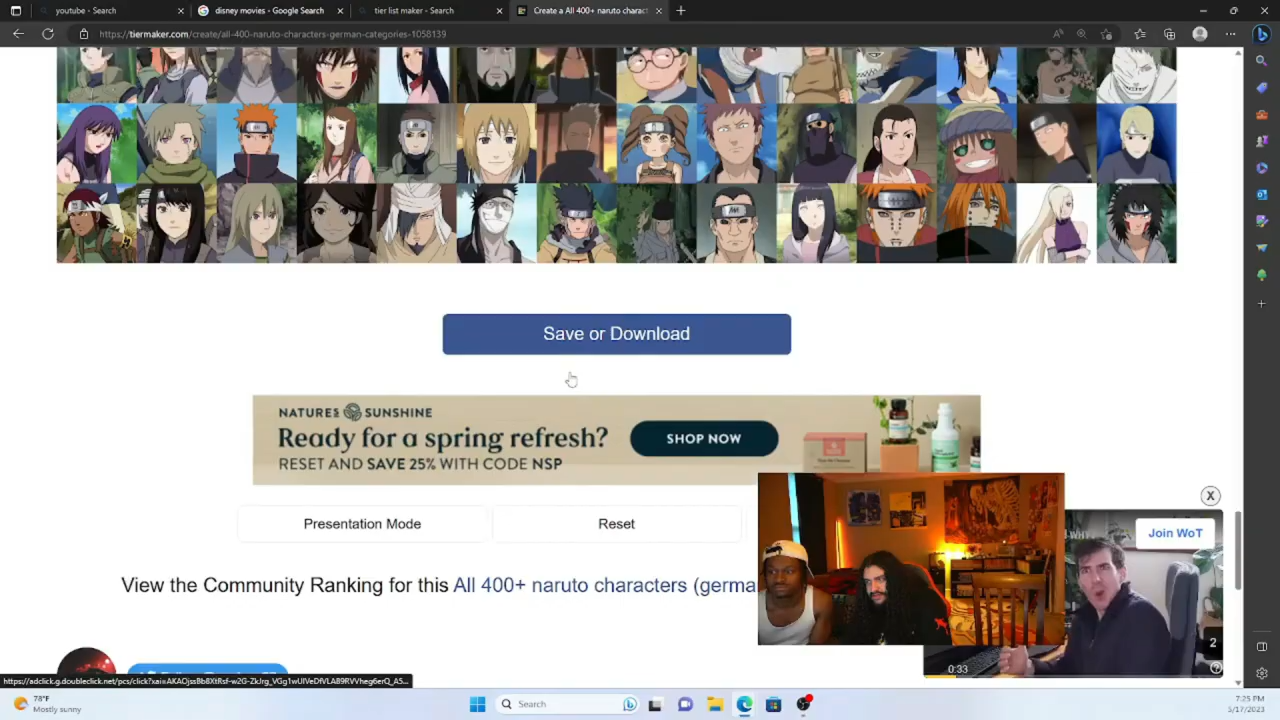 youtube - Search
disney movies - Google Search
tier list maker - Search
Create a All 400+ naruto charact
https://tiermaker.com/create/all-400-naruto-characters-german-categories-1058139
Save or Download
NATURE'S SUNSHINE
Ready for a spring refresh?
RESET AND SAVE 25% WITH CODE NSP
SHOP NOW
Presentation Mode
Reset
Join WoT
View the Community Ranking for this All 400+ naruto characters (germa
2
0:33
78°F
Mostly sunny
Search
7:25 PM
5/17/2023